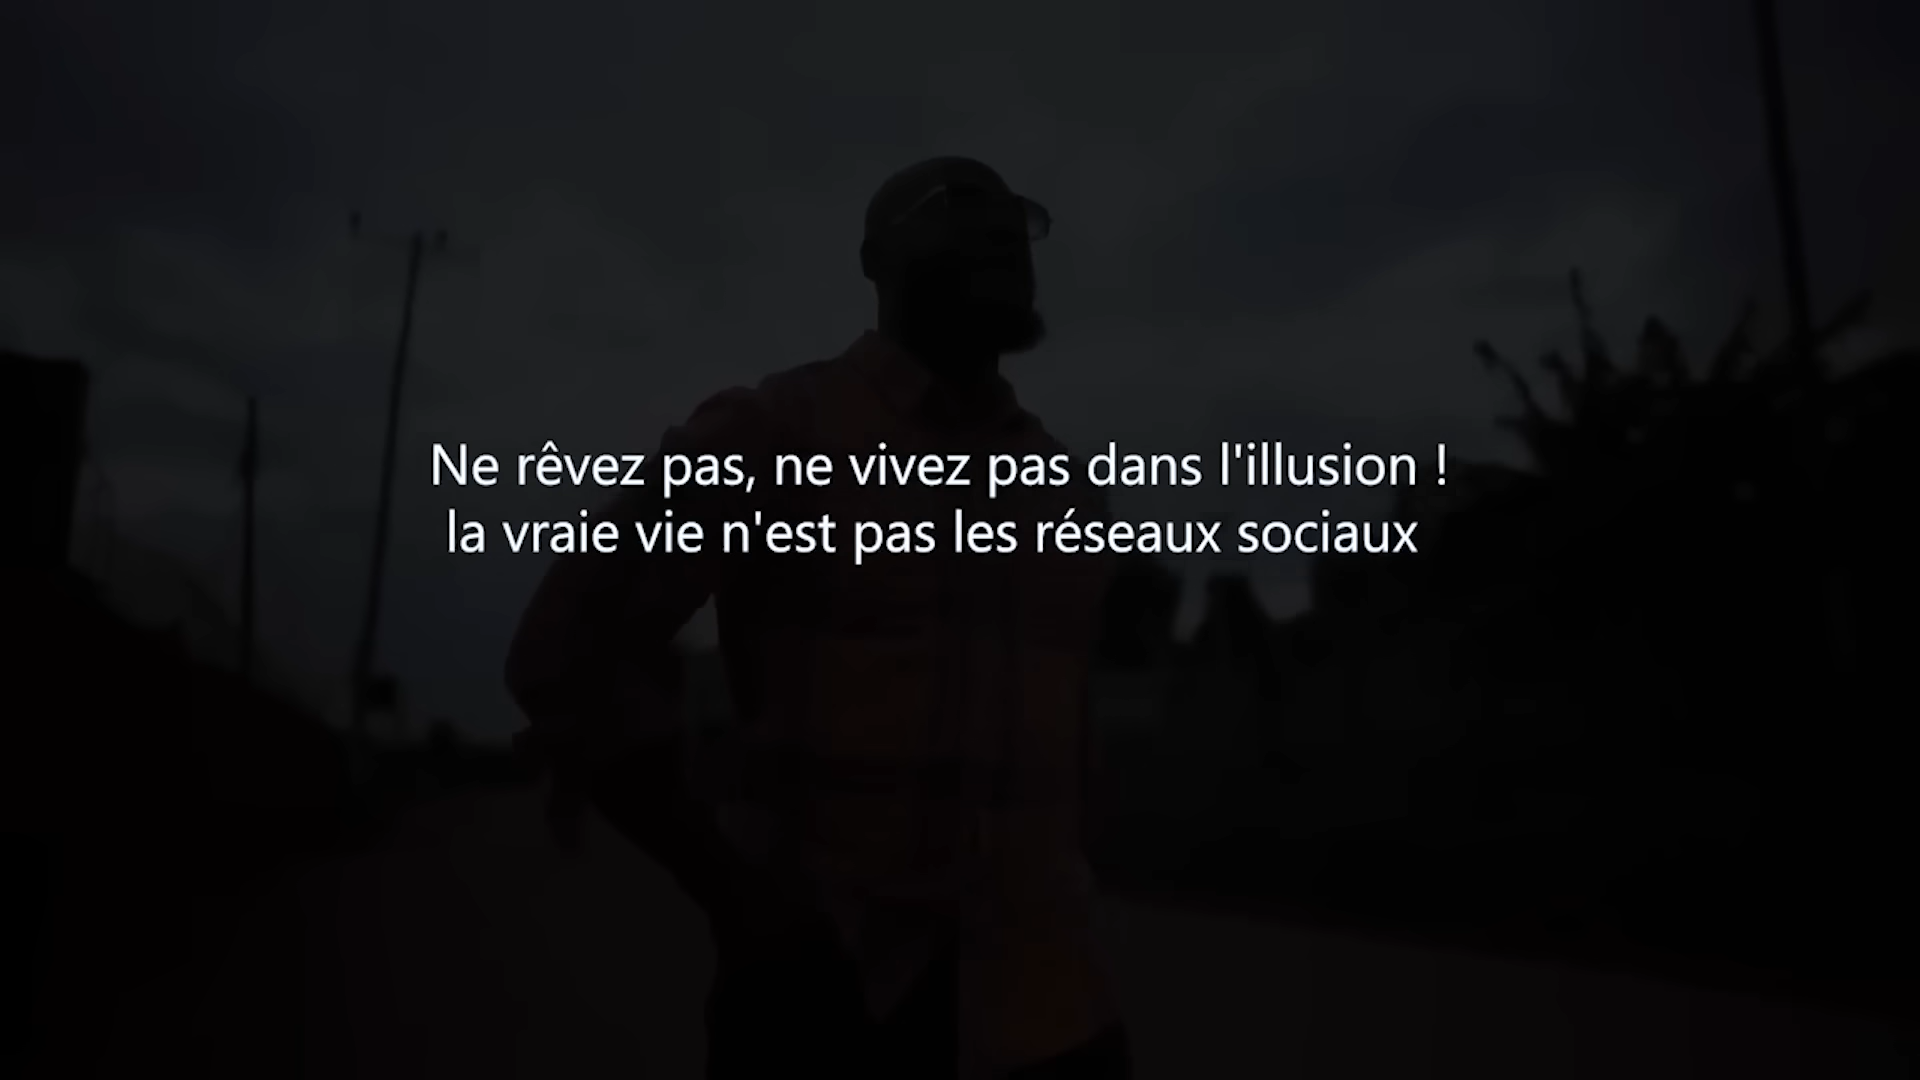 Ne rêvez pas, ne vivez pas dans l'illusion !
la vraie vie n'est pas les réseaux sociaux